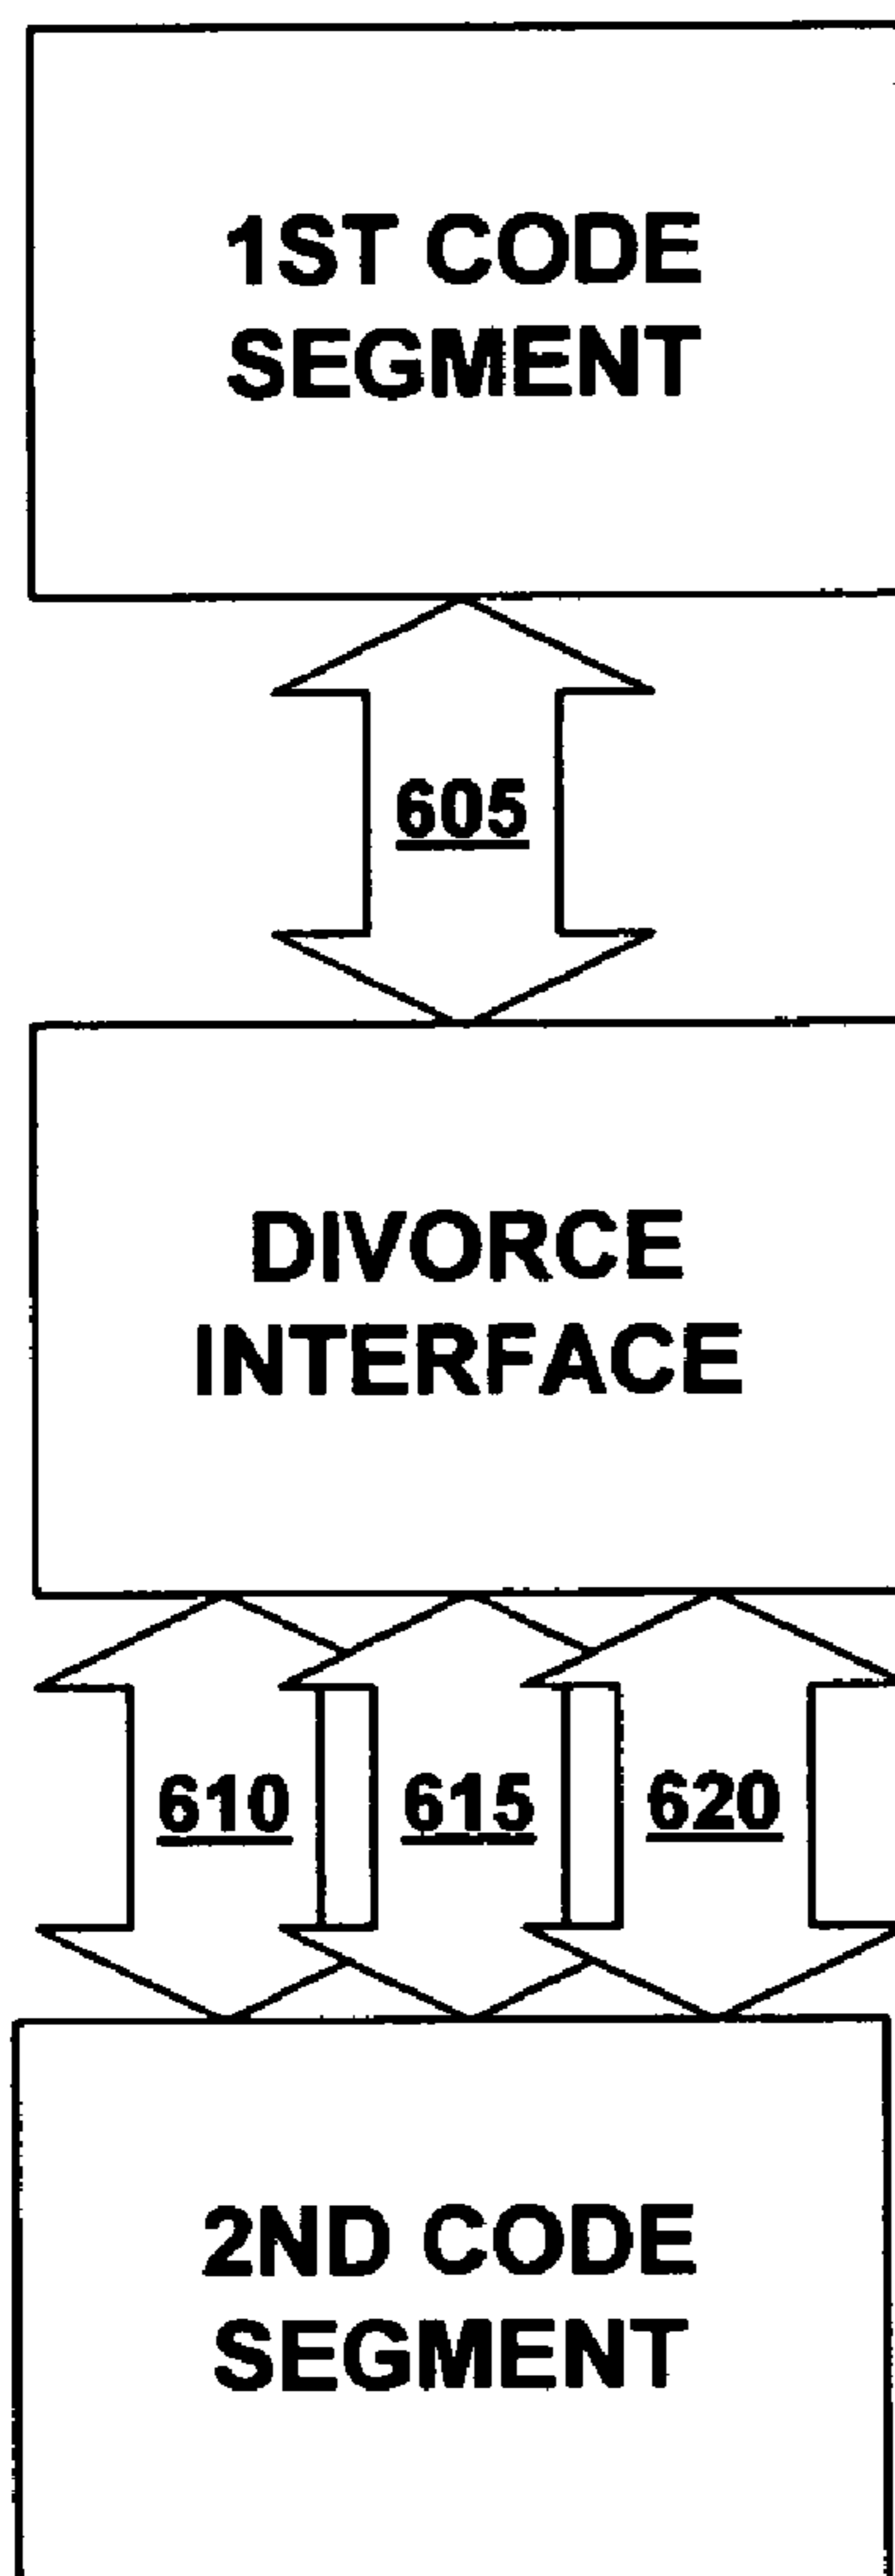 1ST CODE
SEGMENT
605
DIVORCE
INTERFACE
610 615 620
2ND CODE
SEGMENT